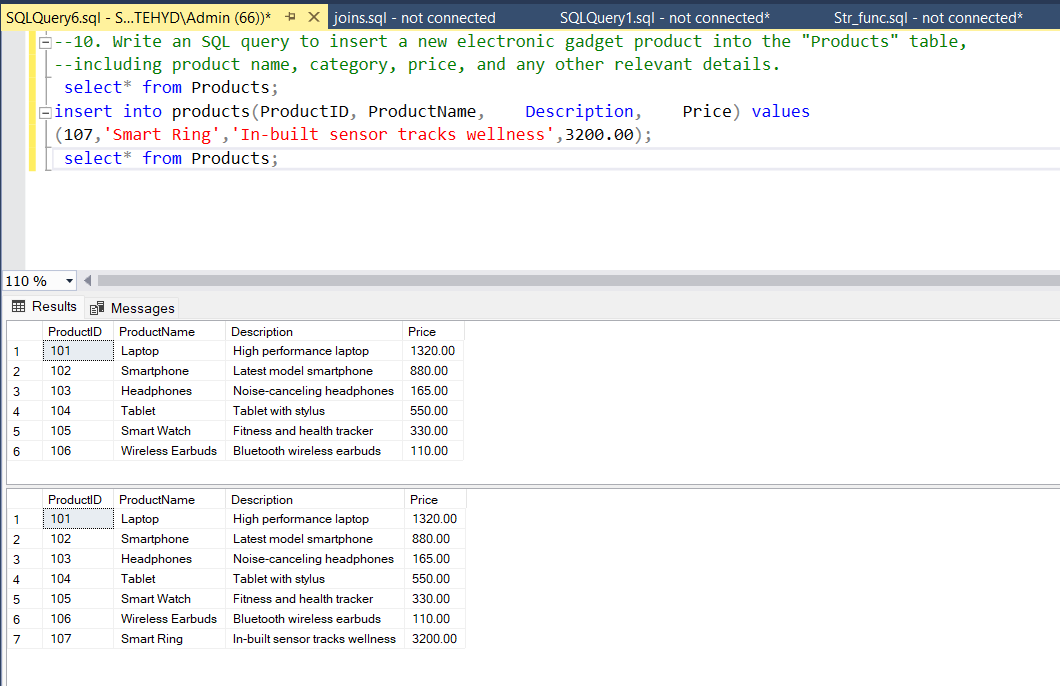 SQLQuery6.sql - S...TEHYD\Admin (66))* joins.sql - not connected SQLQuery1.sql - not connected* Str_func.sql - not connected*
--10. Write an SQL query to insert a new electronic gadget product into the "Products" table,
--including product name, category, price, and any other relevant details.
select* from Products;
insert into products(ProductID, ProductName, Description, Price) values
(107,'Smart Ring','In-built sensor tracks wellness',3200.00);
select* from Products;
110 %
Results Messages
ProductID ProductName Description Price
1 101 Laptop High performance laptop 1320.00
2 102 Smartphone Latest model smartphone 880.00
3 103 Headphones Noise-canceling headphones 165.00
4 104 Tablet Tablet with stylus 550.00
5 105 Smart Watch Fitness and health tracker 330.00
6 106 Wireless Earbuds Bluetooth wireless earbuds 110.00
ProductID ProductName Description Price
1 101 Laptop High performance laptop 1320.00
2 102 Smartphone Latest model smartphone 880.00
3 103 Headphones Noise-canceling headphones 165.00
4 104 Tablet Tablet with stylus 550.00
5 105 Smart Watch Fitness and health tracker 330.00
6 106 Wireless Earbuds Bluetooth wireless earbuds 110.00
7 107 Smart Ring In-built sensor tracks wellness 3200.00